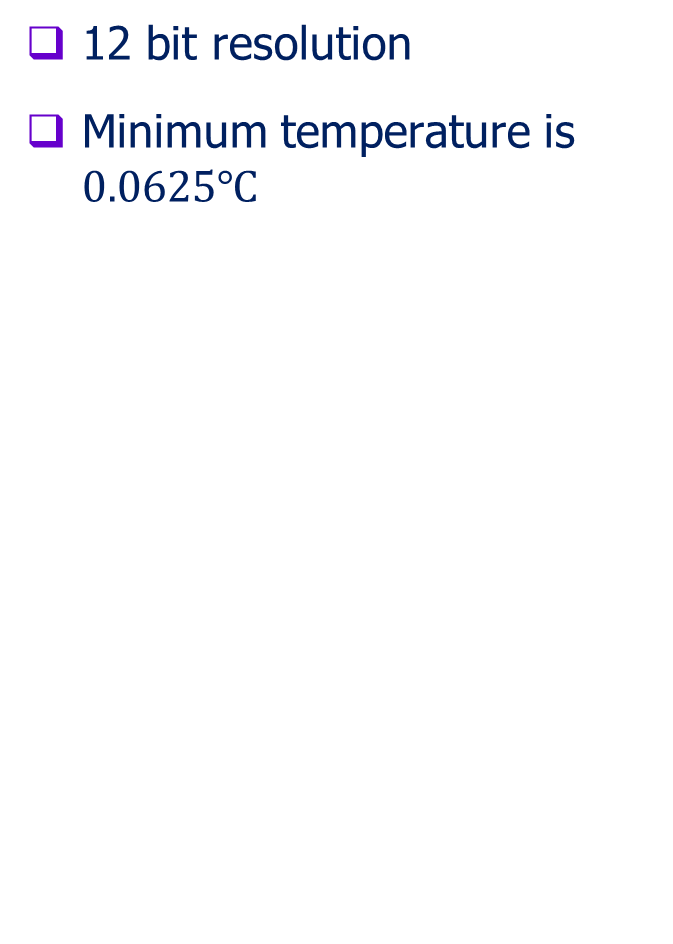 ❑ 12 bit resolution
❑ Minimum temperature is
0.0625°C